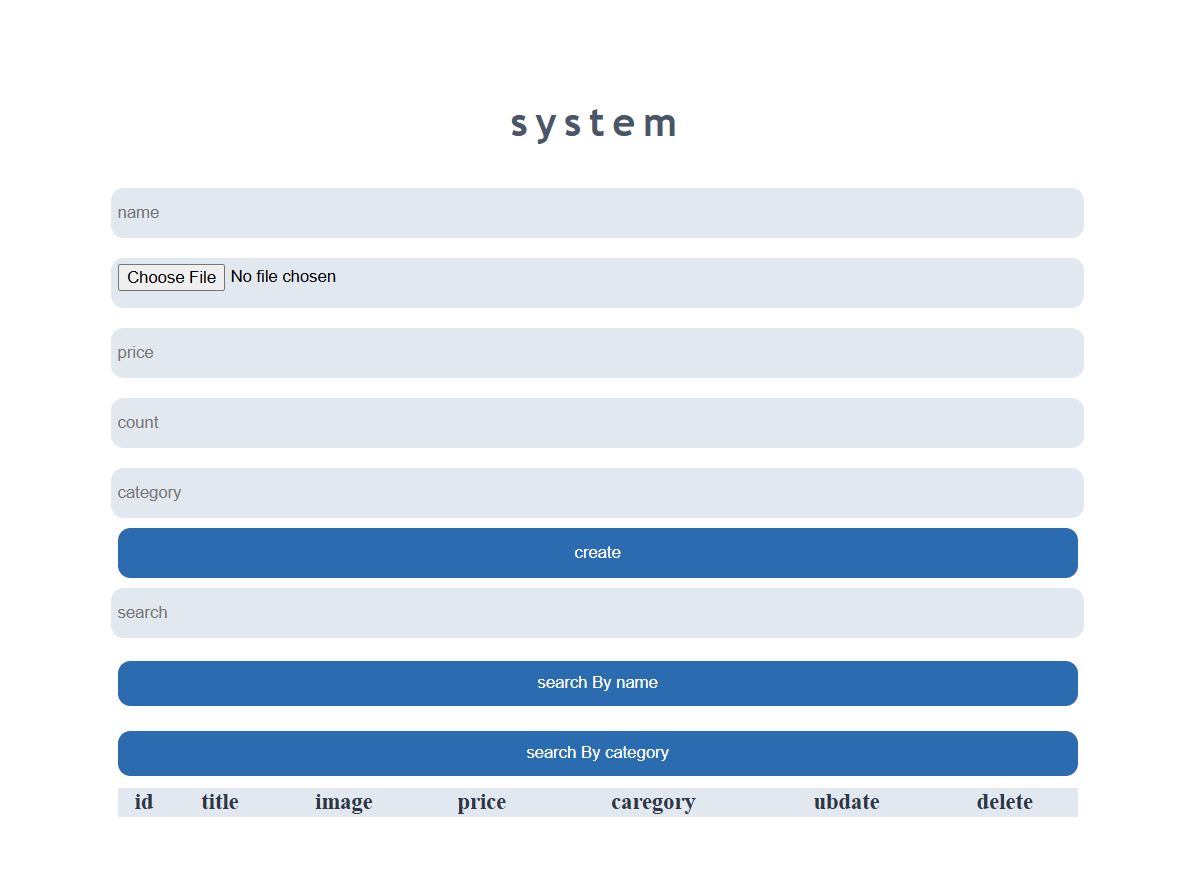 system
name
Choose File No file chosen
price
count
category
create
search
search By name
search By category
id title image price caregory ubdate delete